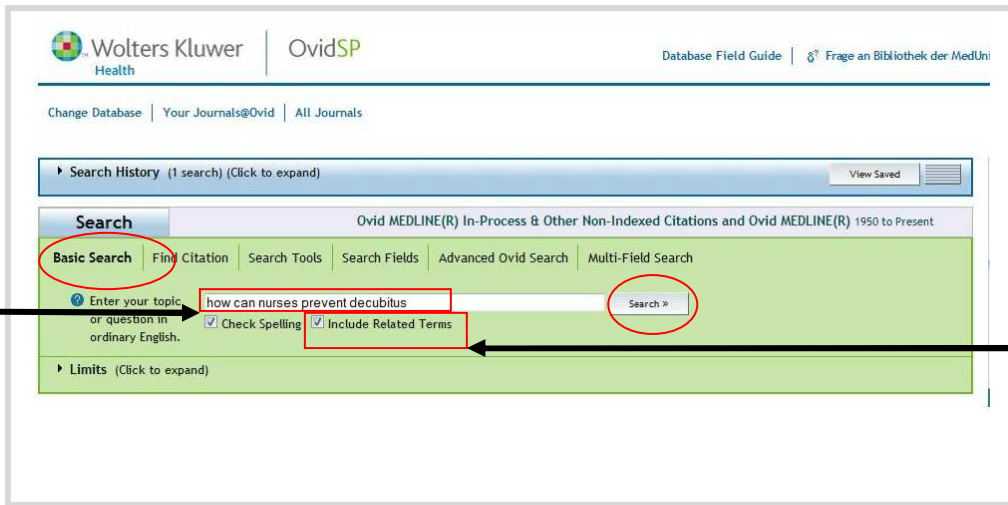 Wolters Kluwer
Health
OvidSP
Database Field Guide
Frage an Bibliothek der MedUni
Change Database
Your Journals@Ovid
All Journals
Search History (1 search) (Click to expand)
View Saved
Search
Ovid MEDLINE(R) In-Process & Other Non-Indexed Citations and Ovid MEDLINE(R) 1950 to Present
Basic Search
Find Citation
Search Tools
Search Fields
Advanced Ovid Search
Multi-Field Search
Enter your topic
or question in
ordinary English.
how can nurses prevent decubitus
Search »
Check Spelling
Include Related Terms
Limits (Click to expand)